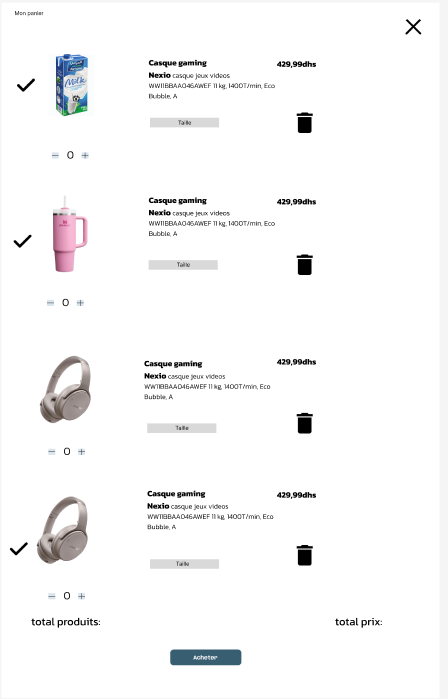 Mon panier
Casque gaming
429,99dhs
Nexio casque jeux videos
WW11BBAA046AWEF 11 kg, 1400T/min, Eco
Bubble, A
Taille
0
Casque gaming
429,99dhs
Nexio casque jeux videos
WW11BBAA046AWEF 11 kg, 1400T/min, Eco
Bubble, A
Taille
0
Casque gaming
429,99dhs
Nexio casque jeux videos
WW11BBAA046AWEF 11 kg, 1400T/min, Eco
Bubble, A
Taille
0
Casque gaming
429,99dhs
Nexio casque jeux videos
WW11BBAA046AWEF 11 kg, 1400T/min, Eco
Bubble, A
Taille
0
total produits:
total prix:
Acheter